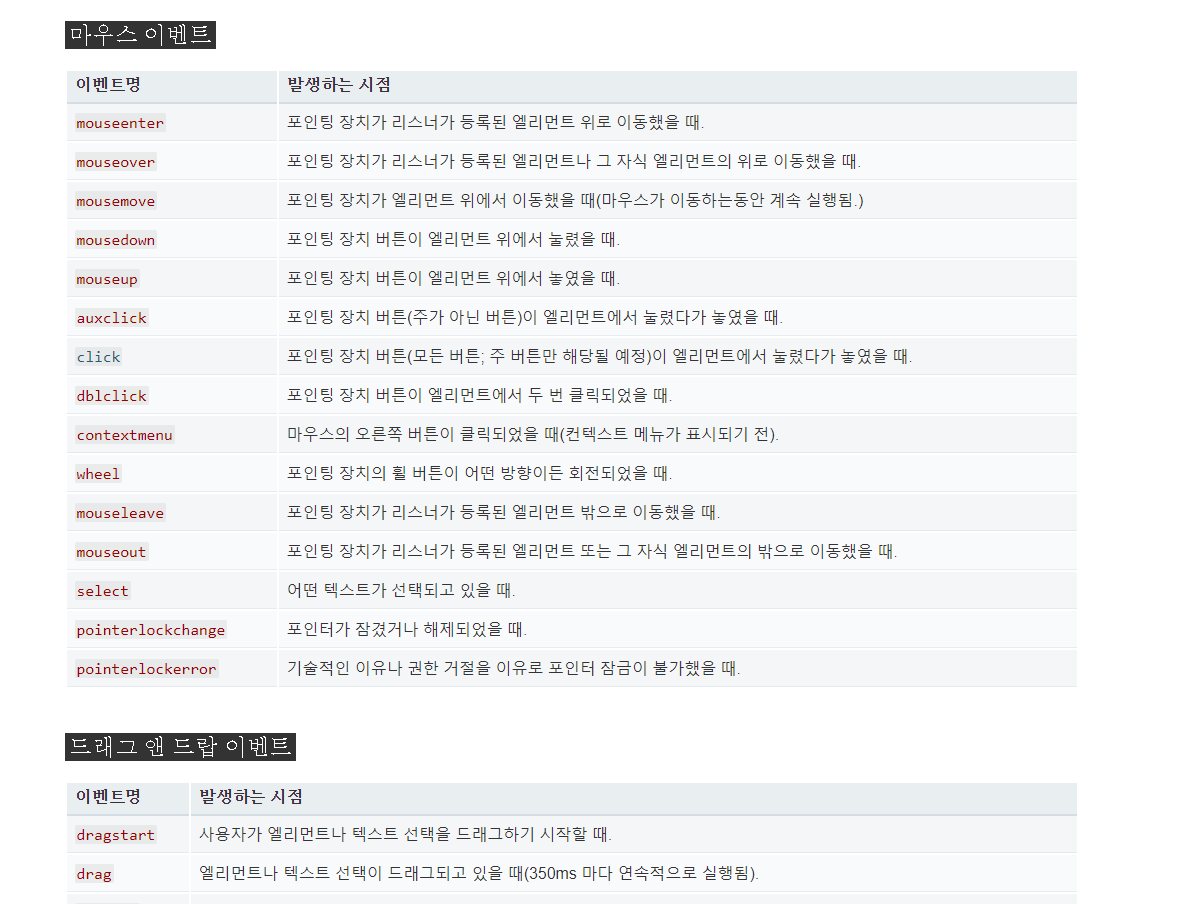 마우스 이벤트
이벤트명 발생하는 시점
mouseenter 포인팅 장치가 리스너가 등록된 엘리먼트 위로 이동했을 때.
mouseover 포인팅 장치가 리스너가 등록된 엘리먼트나 그 자식 엘리먼트의 위로 이동했을 때.
mousemove 포인팅 장치가 엘리먼트 위에서 이동했을 때(마우스가 이동하는동안 계속 실행됨.)
mousedown 포인팅 장치 버튼이 엘리먼트 위에서 눌렸을 때.
mouseup 포인팅 장치 버튼이 엘리먼트 위에서 놓였을 때.
auxclick 포인팅 장치 버튼(주가 아닌 버튼)이 엘리먼트에서 눌렸다가 놓였을 때.
click 포인팅 장치 버튼(모든 버튼; 주 버튼만 해당될 예정)이 엘리먼트에서 눌렸다가 놓였을 때.
dblclick 포인팅 장치 버튼이 엘리먼트에서 두 번 클릭되었을 때.
contextmenu 마우스의 오른쪽 버튼이 클릭되었을 때(컨텍스트 메뉴가 표시되기 전).
wheel 포인팅 장치의 휠 버튼이 어떤 방향이든 회전되었을 때.
mouseleave 포인팅 장치가 리스너가 등록된 엘리먼트 밖으로 이동했을 때.
mouseout 포인팅 장치가 리스너가 등록된 엘리먼트 또는 그 자식 엘리먼트의 밖으로 이동했을 때.
select 어떤 텍스트가 선택되고 있을 때.
pointerlockchange 포인터가 잠겼거나 해제되었을 때.
pointerlockerror 기술적인 이유나 권한 거절을 이유로 포인터 잠금이 불가했을 때.
드래그 앤 드랍 이벤트
이벤트명 발생하는 시점
dragstart 사용자가 엘리먼트나 텍스트 선택을 드래그하기 시작할 때.
drag 엘리먼트나 텍스트 선택이 드래그되고 있을 때(350ms 마다 연속적으로 실행됨).